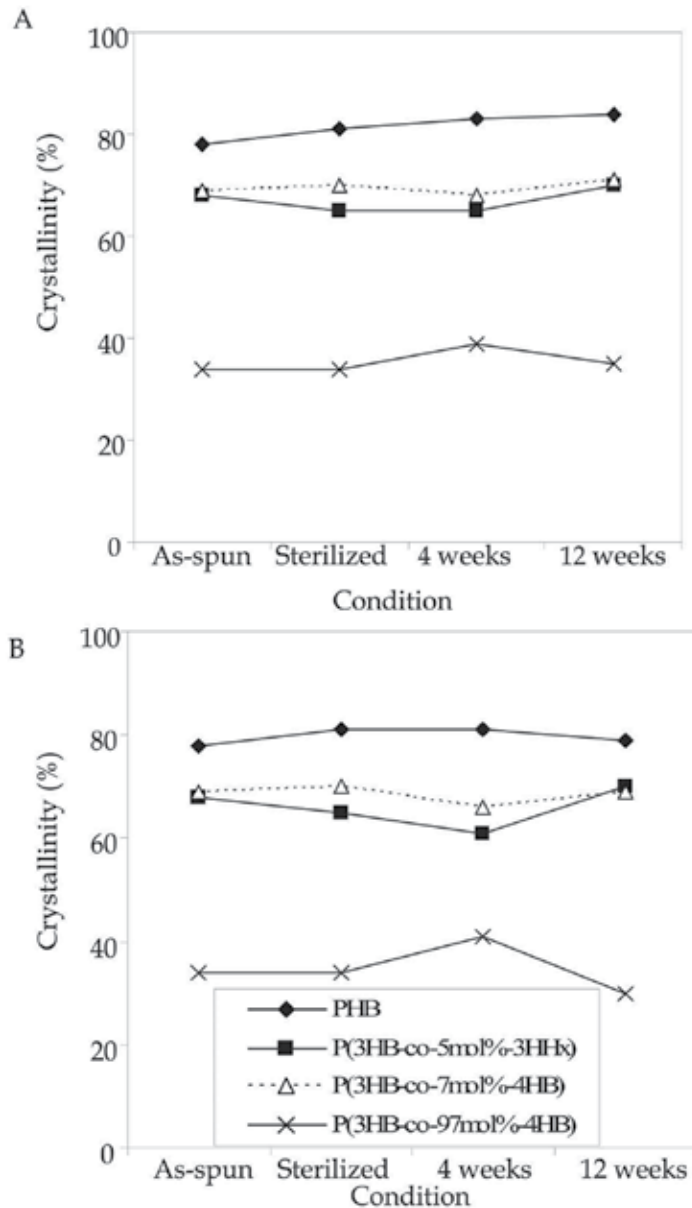 A
100
80
60
40
20
0
Crystallinity (%)
As-spun Sterilized 4 weeks 12 weeks
Condition
B
100
80
60
40
20
0
Crystallinity (%)
PHB
P(3HB-co-5mol%-3HHx)
P(3HB-co-7mol%-4HB)
P(3HB-co-97mol%-4HB)
As-spun Sterilized 4 weeks 12 weeks
Condition